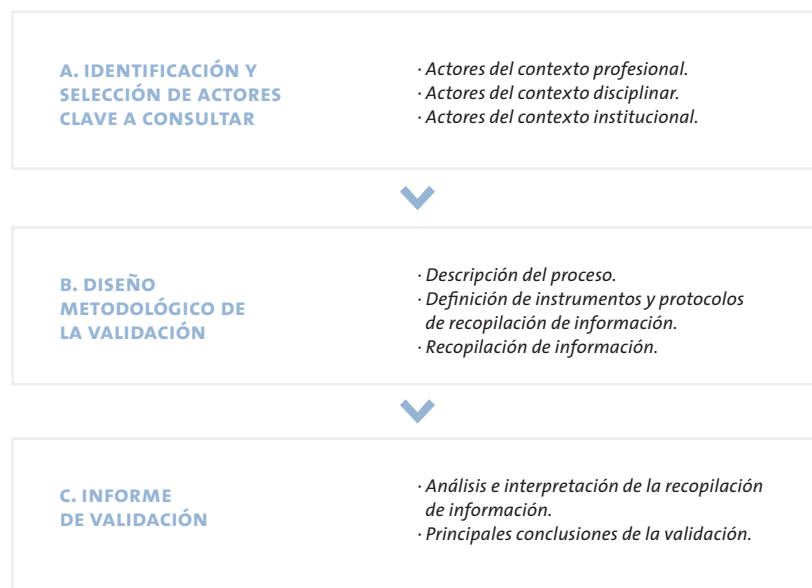 A. IDENTIFICACIÓN Y
SELECCIÓN DE ACTORES
CLAVE A CONSULTAR
· Actores del contexto profesional.
· Actores del contexto disciplinar.
· Actores del contexto institucional.
B. DISEÑO
METODOLÓGICO DE
LA VALIDACIÓN
· Descripción del proceso.
· Definición de instrumentos y protocolos
de recopilación de información.
· Recopilación de información.
C. INFORME
DE VALIDACIÓN
· Análisis e interpretación de la recopilación
de información.
· Principales conclusiones de la validación.